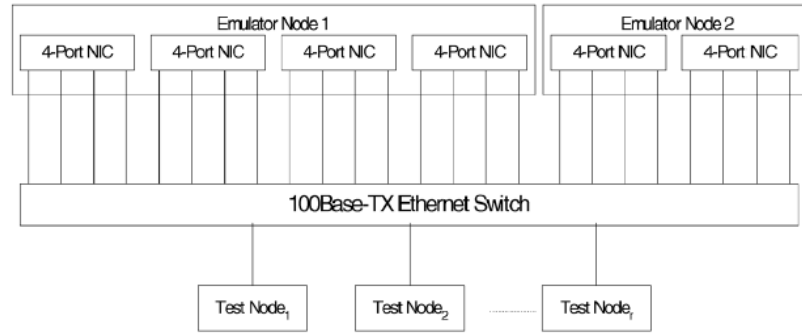 Emulator Node 1 Emulator Node 2
4-Port NIC 4-Port NIC 4-Port NIC 4-Port NIC 4-Port NIC 4-Port NIC
100Base-TX Ethernet Switch
Test Node1 Test Node2 Test Noder